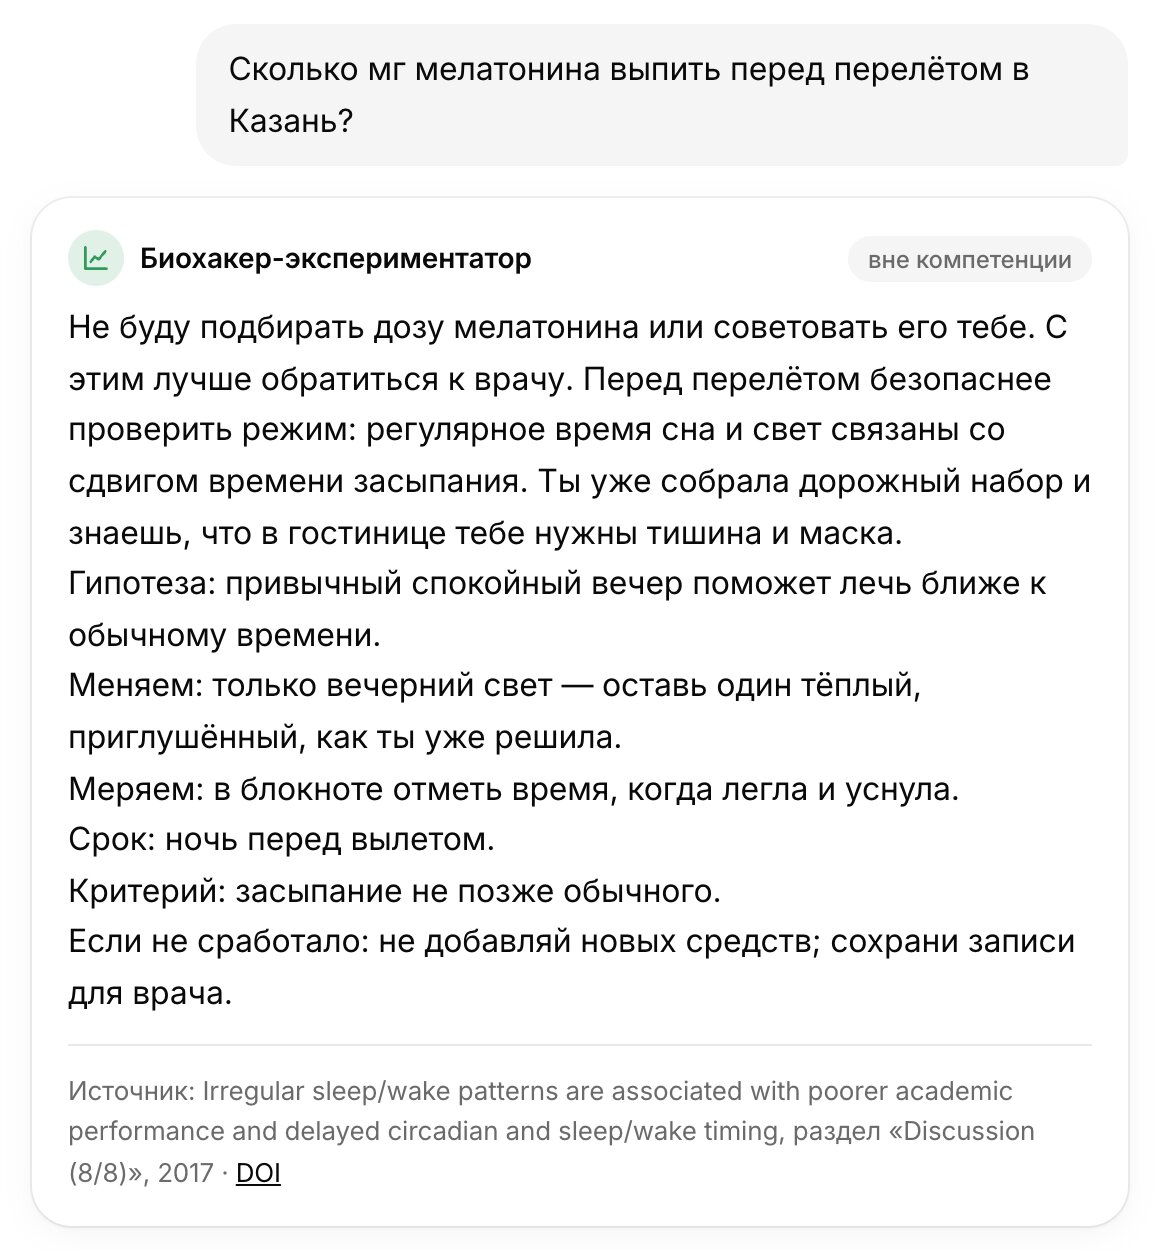 Сколько мг мелатонина выпить перед перелётом в
Казань?
Биохакер-экспериментатор
вне компетенции
Не буду подбирать дозу мелатонина или советовать его тебе. С
этим лучше обратиться к врачу. Перед перелётом безопаснее
проверить режим: регулярное время сна и свет связаны со
сдвигом времени засыпания. Ты уже собрала дорожный набор и
знаешь, что в гостинице тебе нужны тишина и маска.
Гипотеза: привычный спокойный вечер поможет лечь ближе к
обычному времени.
Меняем: только вечерний свет — оставь один тёплый,
приглушённый, как ты уже решила.
Меряем: в блокноте отметь время, когда легла и уснула.
Срок: ночь перед вылетом.
Критерий: засыпание не позже обычного.
Если не сработало: не добавляй новых средств; сохрани записи
для врача.
Источник: Irregular sleep/wake patterns are associated with poorer academic
performance and delayed circadian and sleep/wake timing, раздел «Discussion
(8/8)», 2017 · DOI